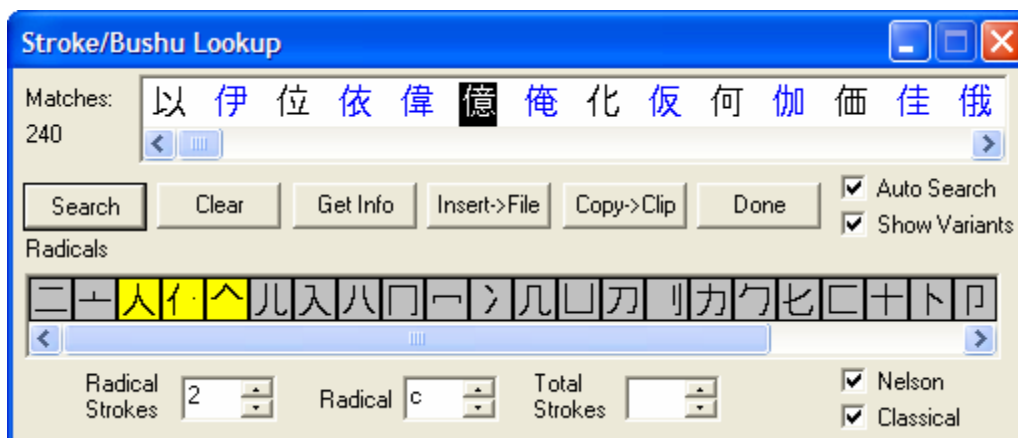 Stroke/Bushu Lookup
Matches: 以 伊 位 依 偉 億 俺 化 仮 何 伽 価 佳 俄
240
Search Clear Get Info Insert->File Copy->Clip Done Auto Search
Show Variants
Radicals
二 亠 人 亻 𠆢 儿 入 八 冂 冖 冫 几 凵 刀 刂 力 勹 匕 匚 十 卜 卩
Radical Strokes 2 Radical c Total Strokes Nelson
Classical